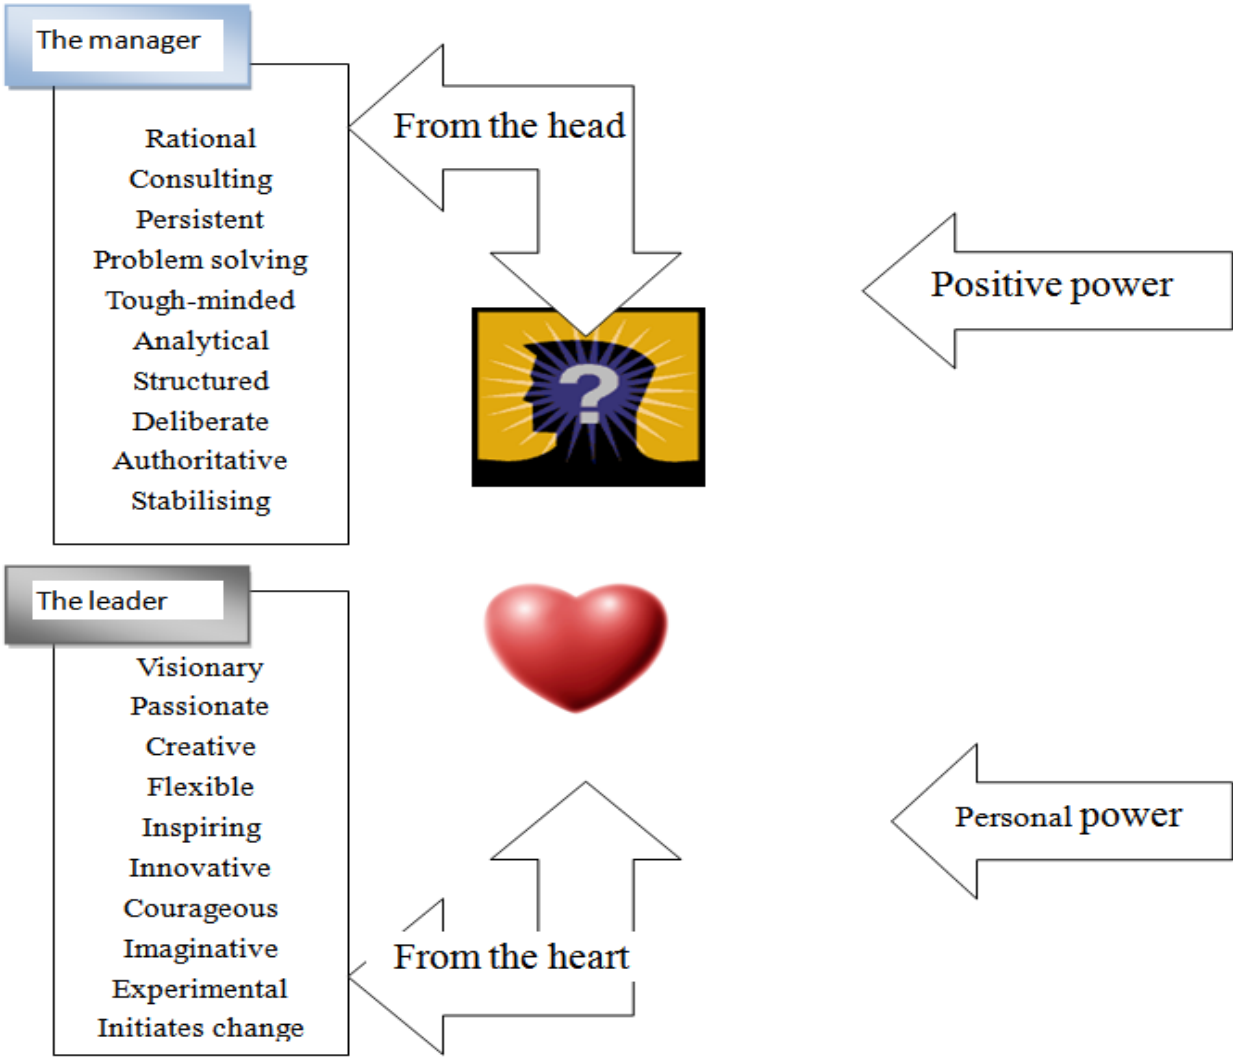 The manager
Rational
Consulting
Persistent
Problem solving
Tough-minded
Analytical
Structured
Deliberate
Authoritative
Stabilising
From the head
?
Positive power
The leader
Visionary
Passionate
Creative
Flexible
Inspiring
Innovative
Courageous
Imaginative
Experimental
Initiates change
From the heart
Personal power